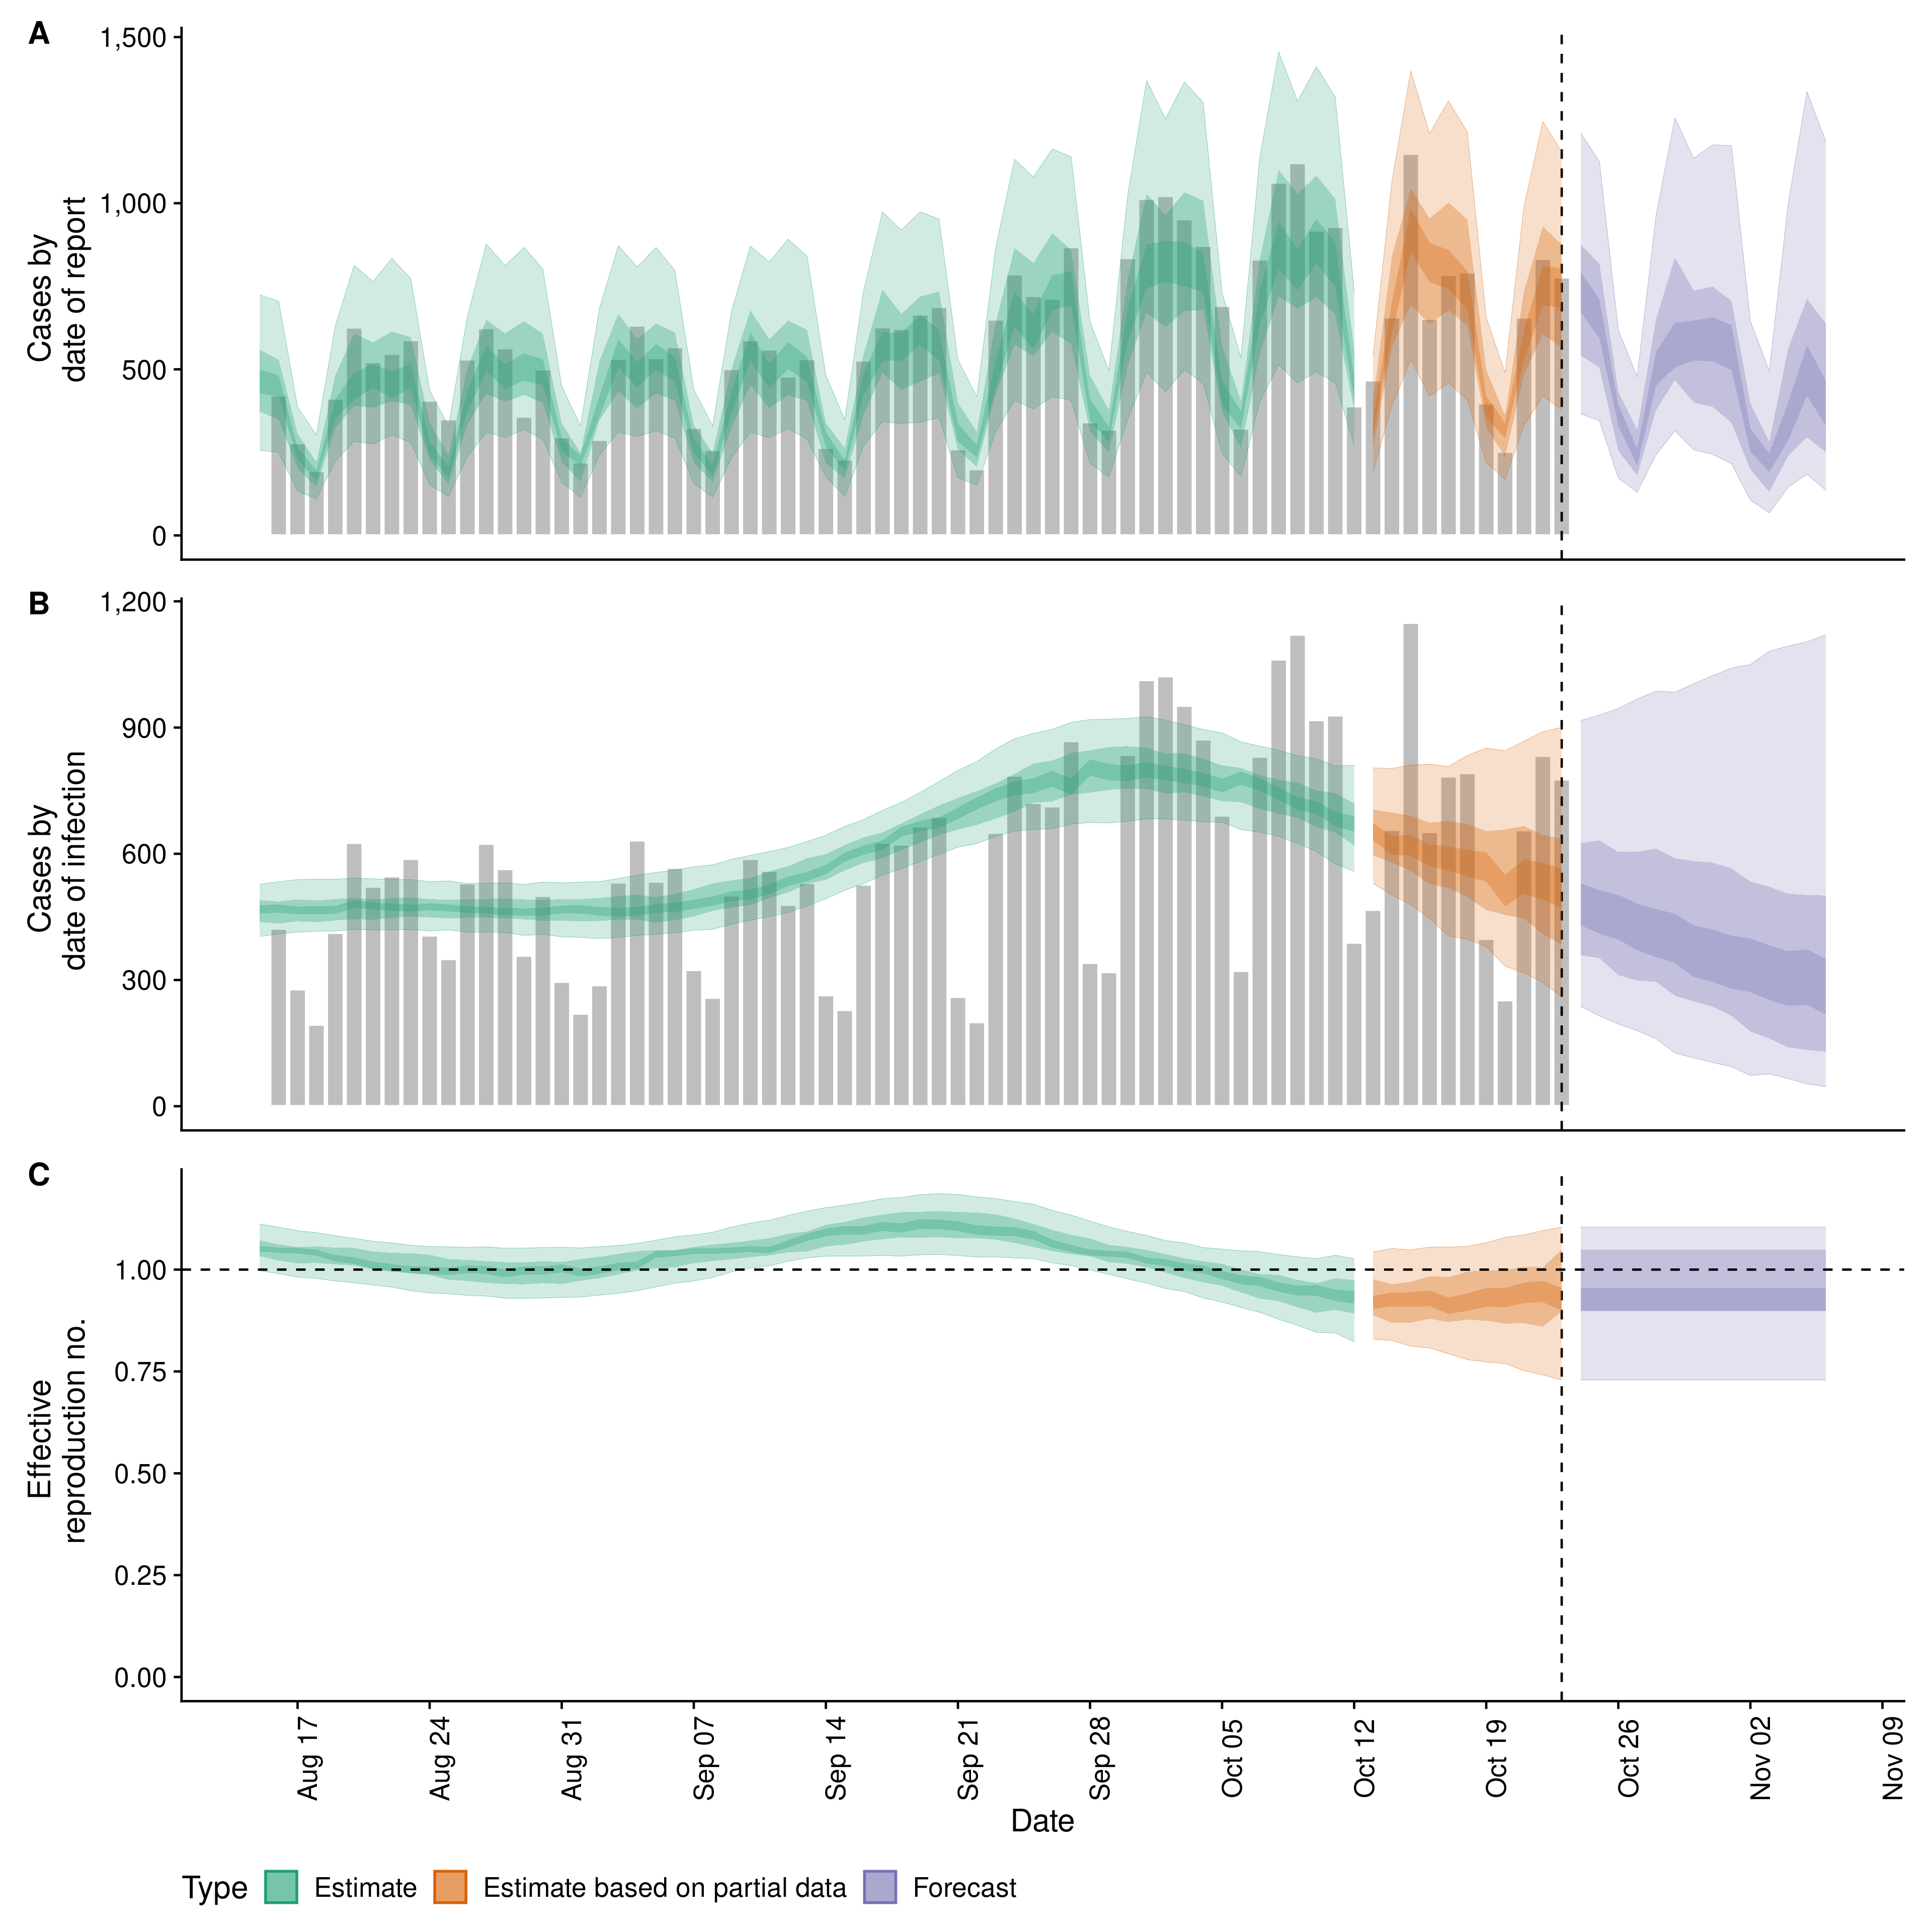 A
1,500
1,000
500
0
Cases by
date of report
B
1,200
900
600
300
0
Cases by
date of infection
C
1.00
0.75
0.50
0.25
0.00
Effective
reproduction no.
Aug 17
Aug 24
Aug 31
Sep 07
Sep 14
Sep 21
Sep 28
Oct 05
Oct 12
Oct 19
Oct 26
Nov 02
Nov 09
Date
Type Estimate Estimate based on partial data Forecast